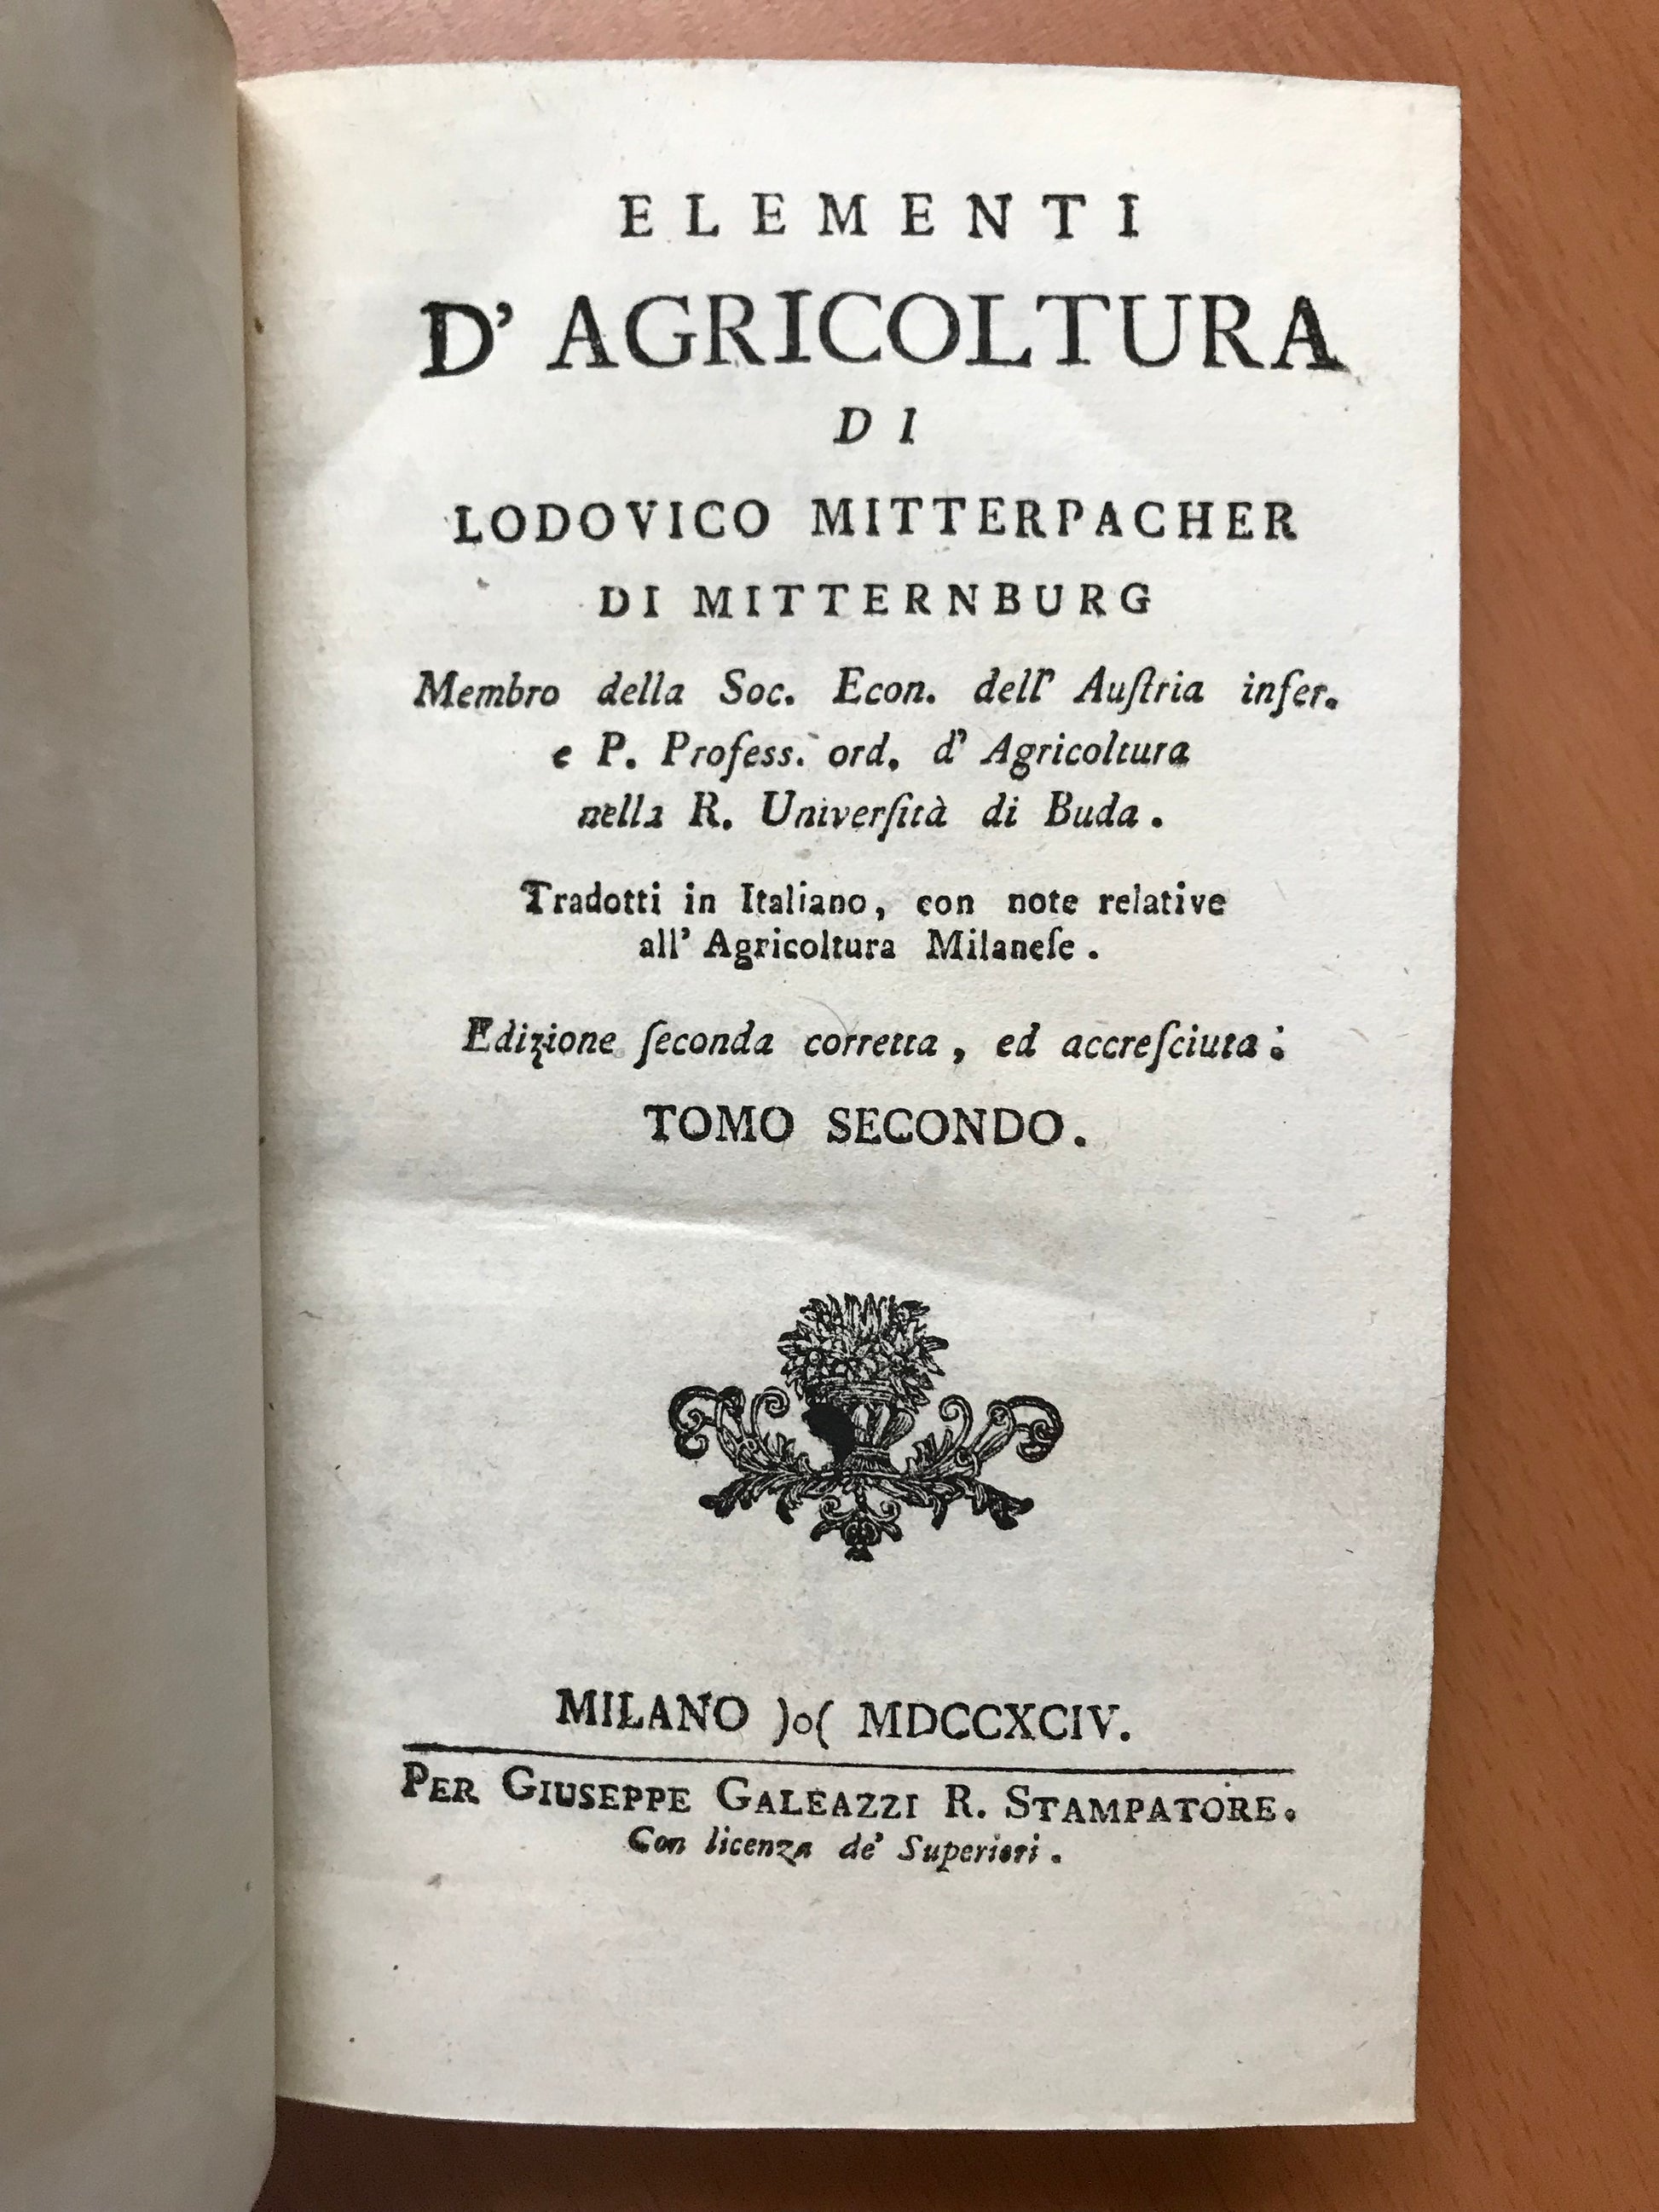 ELEMENTI
D' AGRICOLTURA
DI
LODOVICO MITTERPACHER
DI MITTERNBURG
Membro della Soc. Econ. dell' Auſtria infer.
e P. Profess. ord. d' Agricoltura
nella R. Univerſità di Buda.
Tradotti in Italiano, con note relative
all' Agricoltura Milaneſe.
Edizione ſeconda corretta, ed accreſciuta:
TOMO SECONDO.
MILANO )o( MDCCXCIV.
PER GIUSEPPE GALEAZZI R. STAMPATORE.
Con licenza de' Superiori.